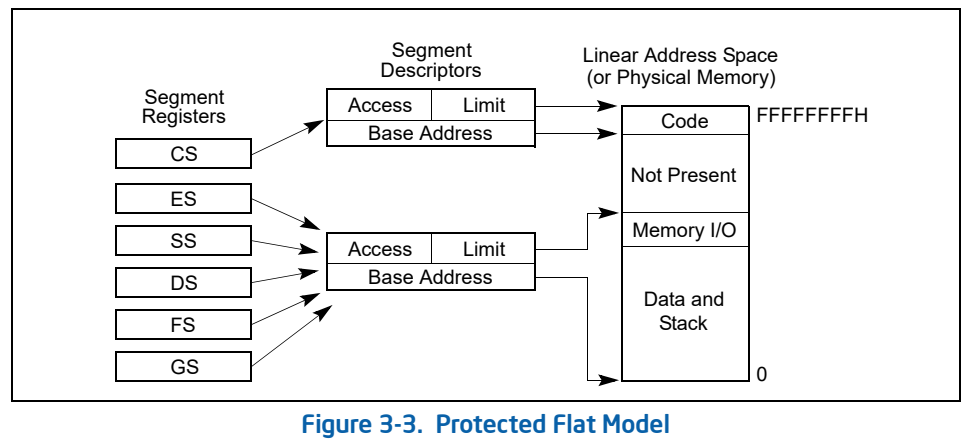 Segment
Registers
CS
ES
SS
DS
FS
GS
Segment
Descriptors
Access Limit
Base Address
Access Limit
Base Address
Linear Address Space
(or Physical Memory)
Code
FFFFFFFFH
Not Present
Memory I/O
Data and
Stack
0
Figure 3-3. Protected Flat Model